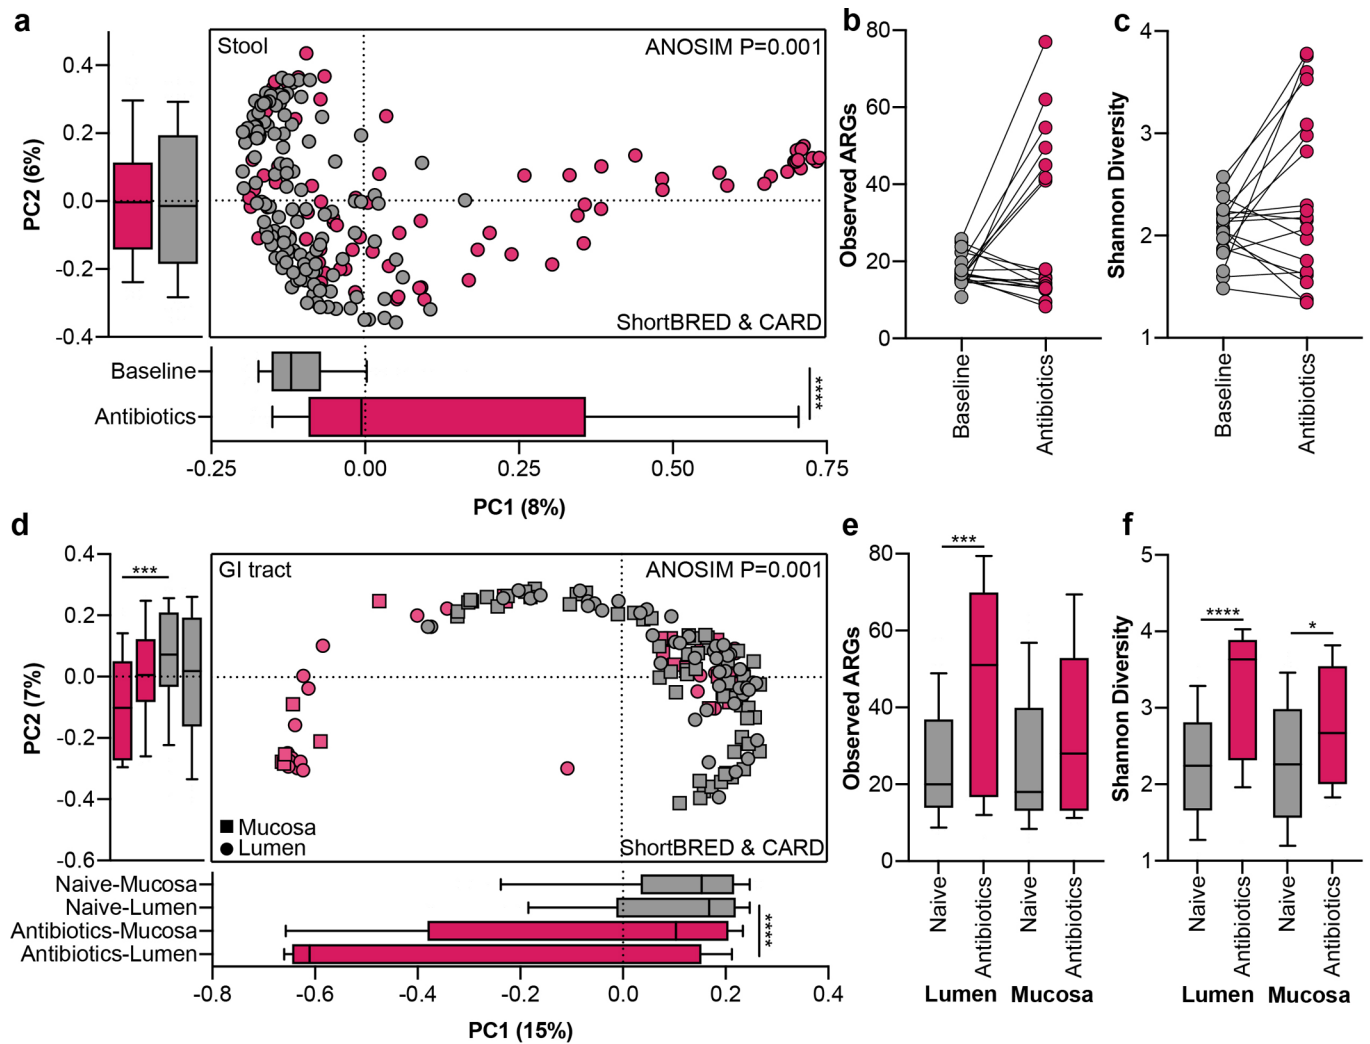 a
Stool
ANOSIM P=0.001
ShortBRED & CARD
PC2 (6%)
0.4
0.2
0.0
-0.2
-0.4
Baseline
Antibiotics
****
-0.25
0.00
0.25
0.50
0.75
PC1 (8%)
b
Observed ARGs
80
60
40
20
0
Baseline
Antibiotics
c
Shannon Diversity
4
3
2
1
Baseline
Antibiotics
d
GI tract
ANOSIM P=0.001
Mucosa
Lumen
ShortBRED & CARD
PC2 (7%)
0.4
0.2
0.0
-0.2
-0.4
-0.6
***
Naive-Mucosa
Naive-Lumen
Antibiotics-Mucosa
Antibiotics-Lumen
****
-0.8
-0.6
-0.4
-0.2
0.0
0.2
0.4
PC1 (15%)
e
Observed ARGs
80
60
40
20
0
***
Naive
Antibiotics
Naive
Antibiotics
Lumen Mucosa
f
Shannon Diversity
5
4
3
2
1
****
*
Naive
Antibiotics
Naive
Antibiotics
Lumen Mucosa